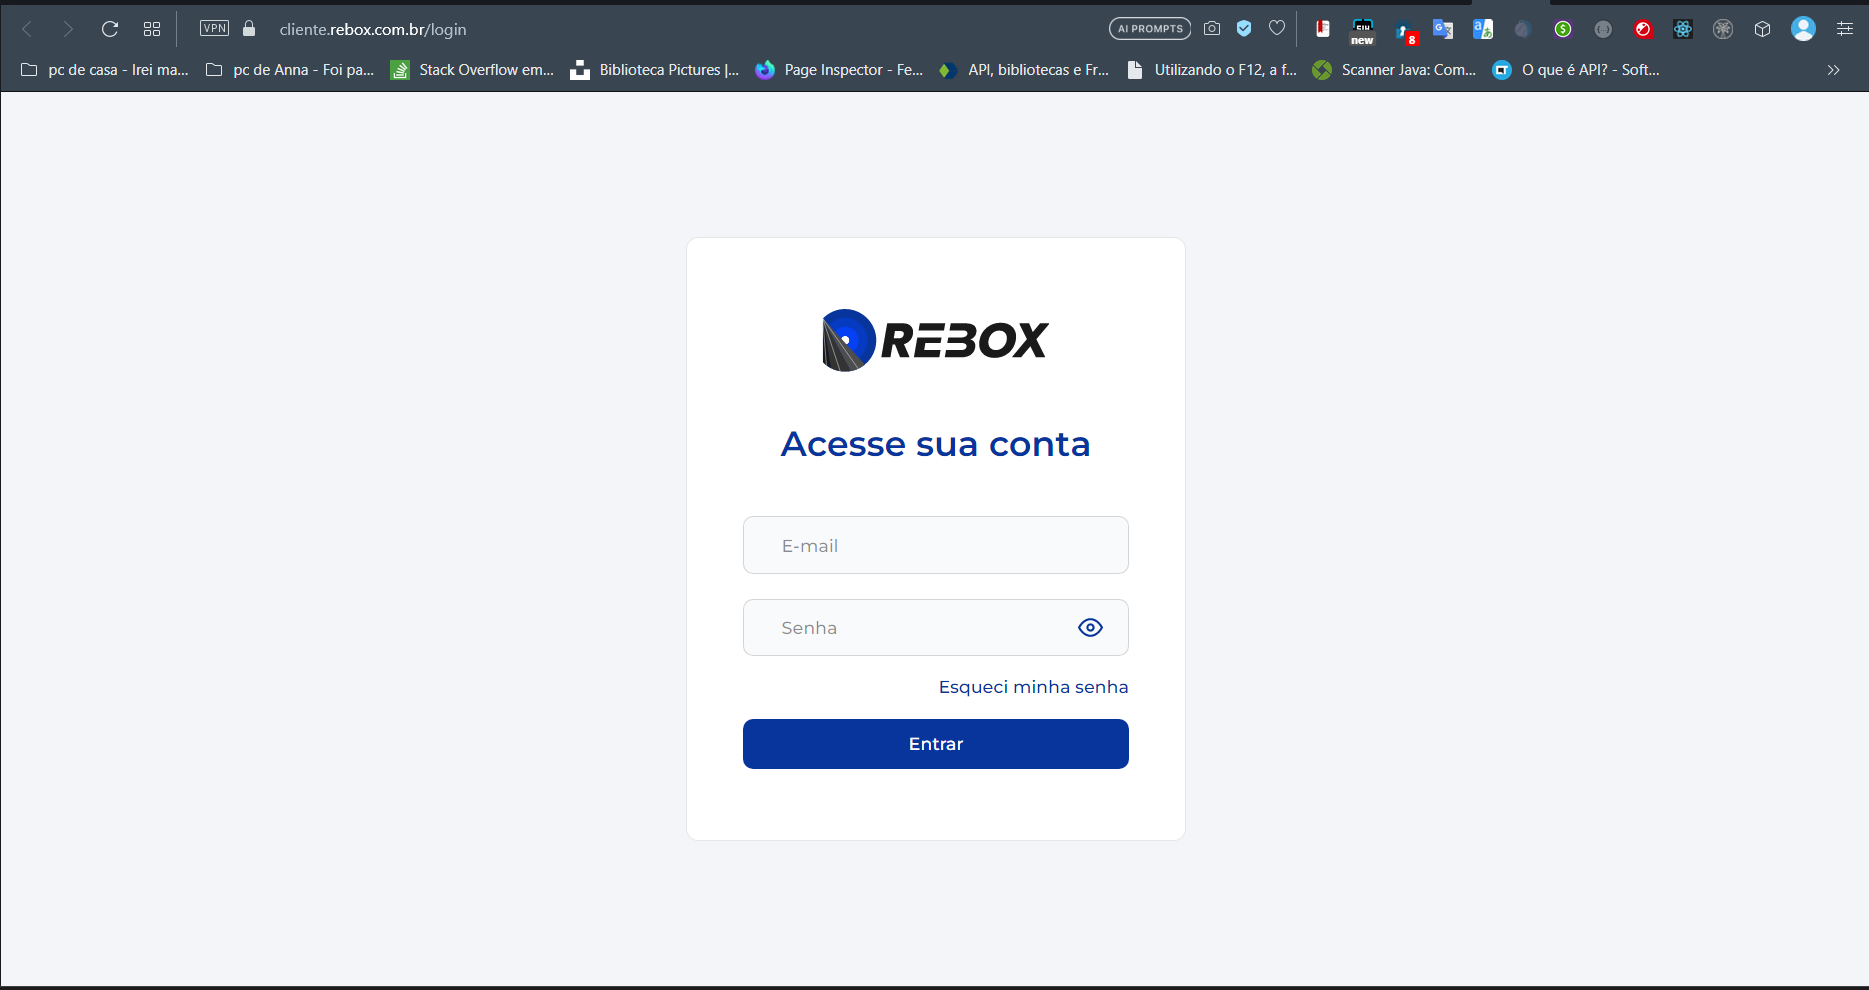 VPN
cliente.rebox.com.br/login
AI PROMPTS
new
8
pc de casa - Irei ma...
pc de Anna - Foi pa...
Stack Overflow em...
Biblioteca Pictures |...
Page Inspector - Fe...
API, bibliotecas e Fr...
Utilizando o F12, a f...
Scanner Java: Com...
O que é API? - Soft...
REBOX
Acesse sua conta
E-mail
Senha
Esqueci minha senha
Entrar